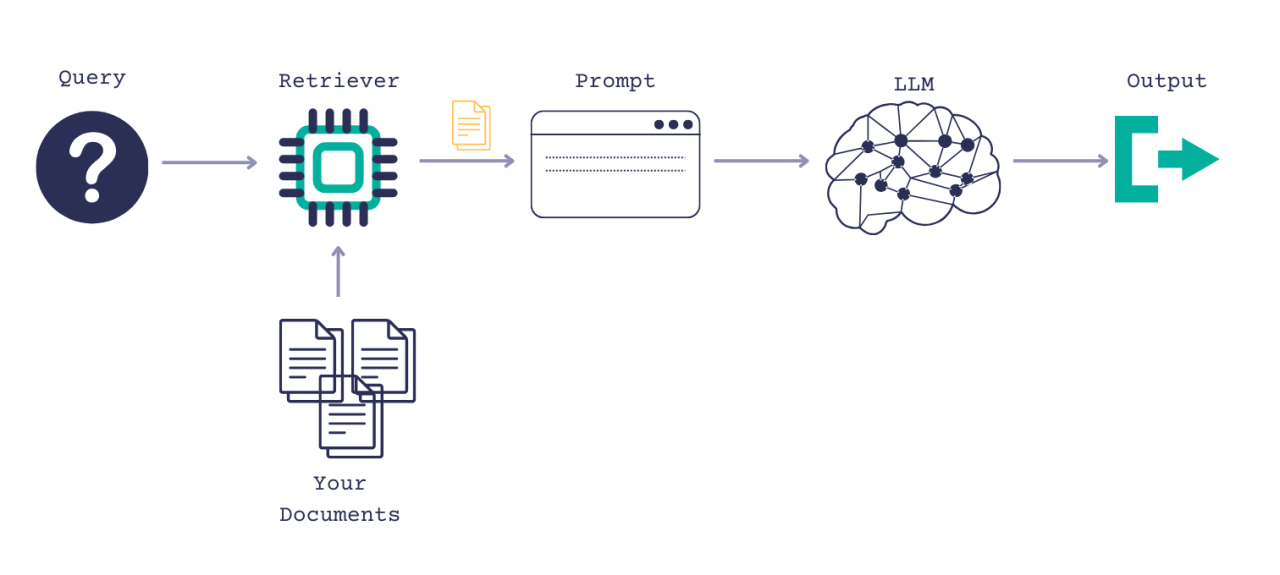 Query
Retriever
Prompt
LLM
Output
Your
Documents